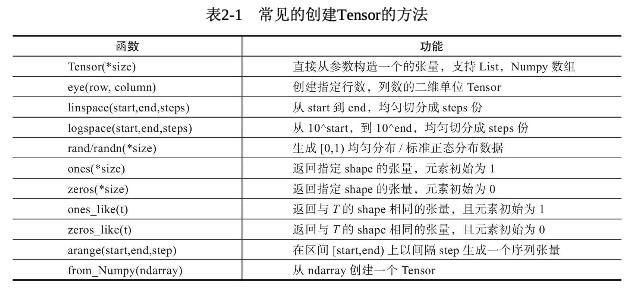 表2-1 常见的创建Tensor的方法
函数 功能
Tensor(*size) 直接从参数构造一个的张量，支持 List，Numpy 数组
eye(row, column) 创建指定行数，列数的二维单位 Tensor
linspace(start,end,steps) 从 start 到 end，均匀切分成 steps 份
logspace(start,end,steps) 从 10^start，到 10^end，均匀切分成 steps 份
rand/randn(*size) 生成 [0,1) 均匀分布 / 标准正态分布数据
ones(*size) 返回指定 shape 的张量，元素初始为 1
zeros(*size) 返回指定 shape 的张量，元素初始为 0
ones_like(t) 返回与 T 的 shape 相同的张量，且元素初始为 1
zeros_like(t) 返回与 T 的 shape 相同的张量，且元素初始为 0
arange(start,end,step) 在区间 [start,end) 上以间隔 step 生成一个序列张量
from_Numpy(ndarray) 从 ndarray 创建一个 Tensor